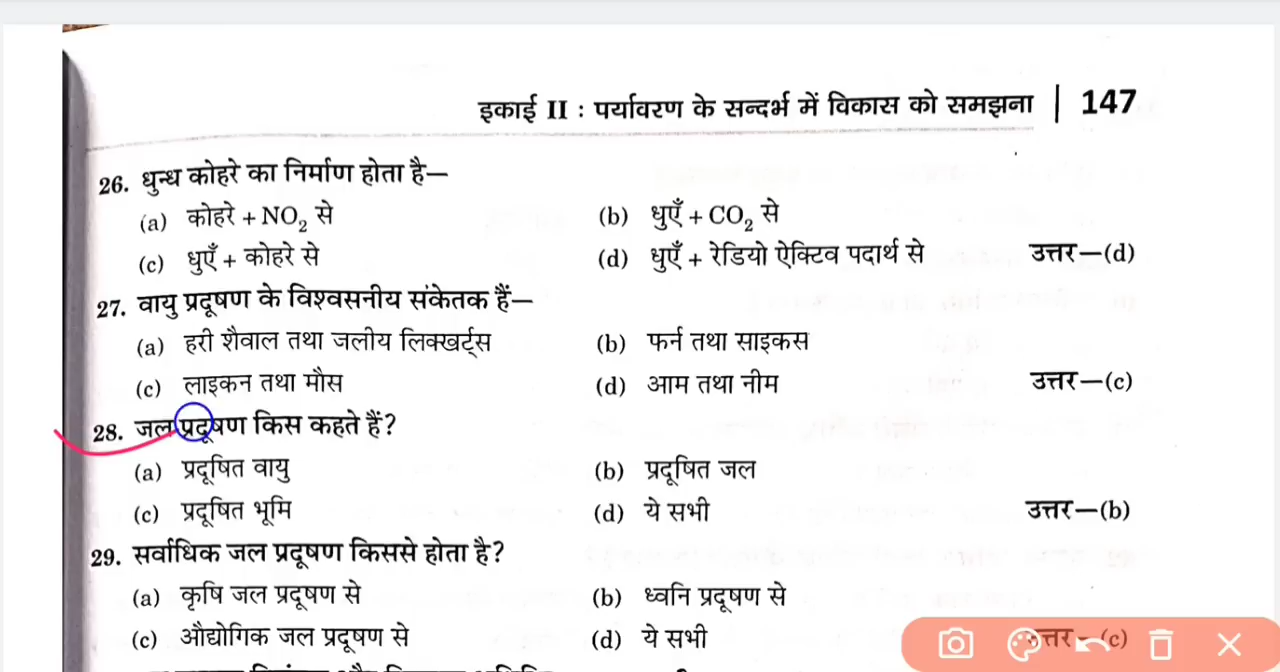 इकाई II : पर्यावरण के सन्दर्भ में विकास को समझना | 147
26. धुन्ध कोहरे का निर्माण होता है—
(a) कोहरे + NO₂ से (b) धुएँ + CO₂ से
(c) धुएँ + कोहरे से (d) धुएँ + रेडियो ऐक्टिव पदार्थ से उत्तर—(d)
27. वायु प्रदूषण के विश्वसनीय संकेतक हैं—
(a) हरी शैवाल तथा जलीय लिक्खर्ट्स (b) फर्न तथा साइकस
(c) लाइकन तथा मौस (d) आम तथा नीम उत्तर—(c)
28. जल प्रदूषण किस कहते हैं?
(a) प्रदूषित वायु (b) प्रदूषित जल
(c) प्रदूषित भूमि (d) ये सभी उत्तर—(b)
29. सर्वाधिक जल प्रदूषण किससे होता है?
(a) कृषि जल प्रदूषण से (b) ध्वनि प्रदूषण से
(c) औद्योगिक जल प्रदूषण से (d) ये सभी उत्तर—(c)